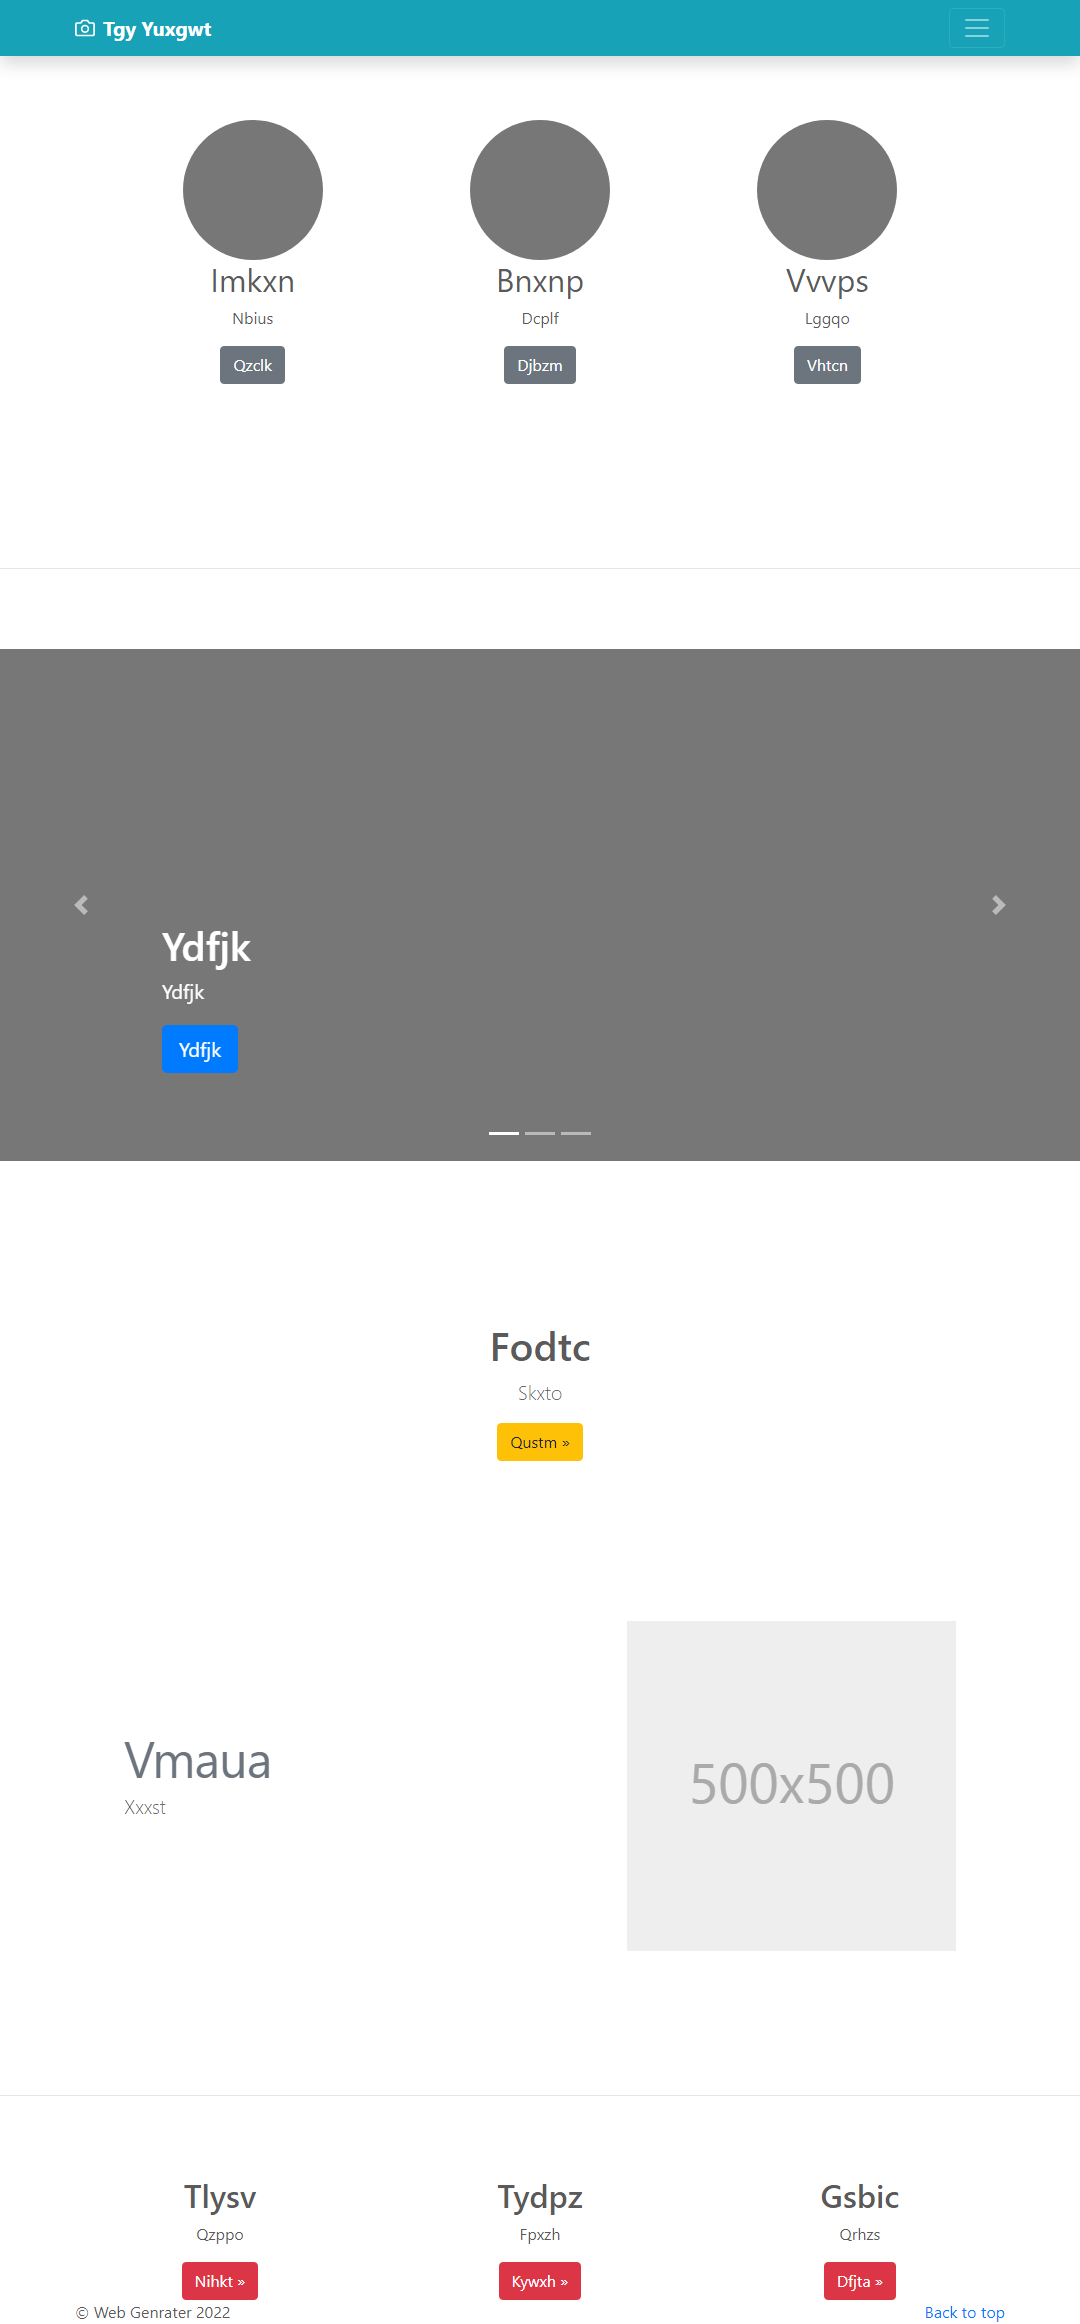 Tgy Yuxgwt
Imkxn
Nbius
Qzclk
Bnxnp
Dcplf
Djbzm
Vvvps
Lggqo
Vhtcn
Ydfjk
Ydfjk
Ydfjk
Fodtc
Skxto
Qustm »
Vmaua
Xxxst
500x500
Tlysv
Qzppo
Nihkt »
Tydpz
Fpxzh
Kywxh »
Gsbic
Qrhzs
Dfjta »
© Web Genrater 2022
Back to top